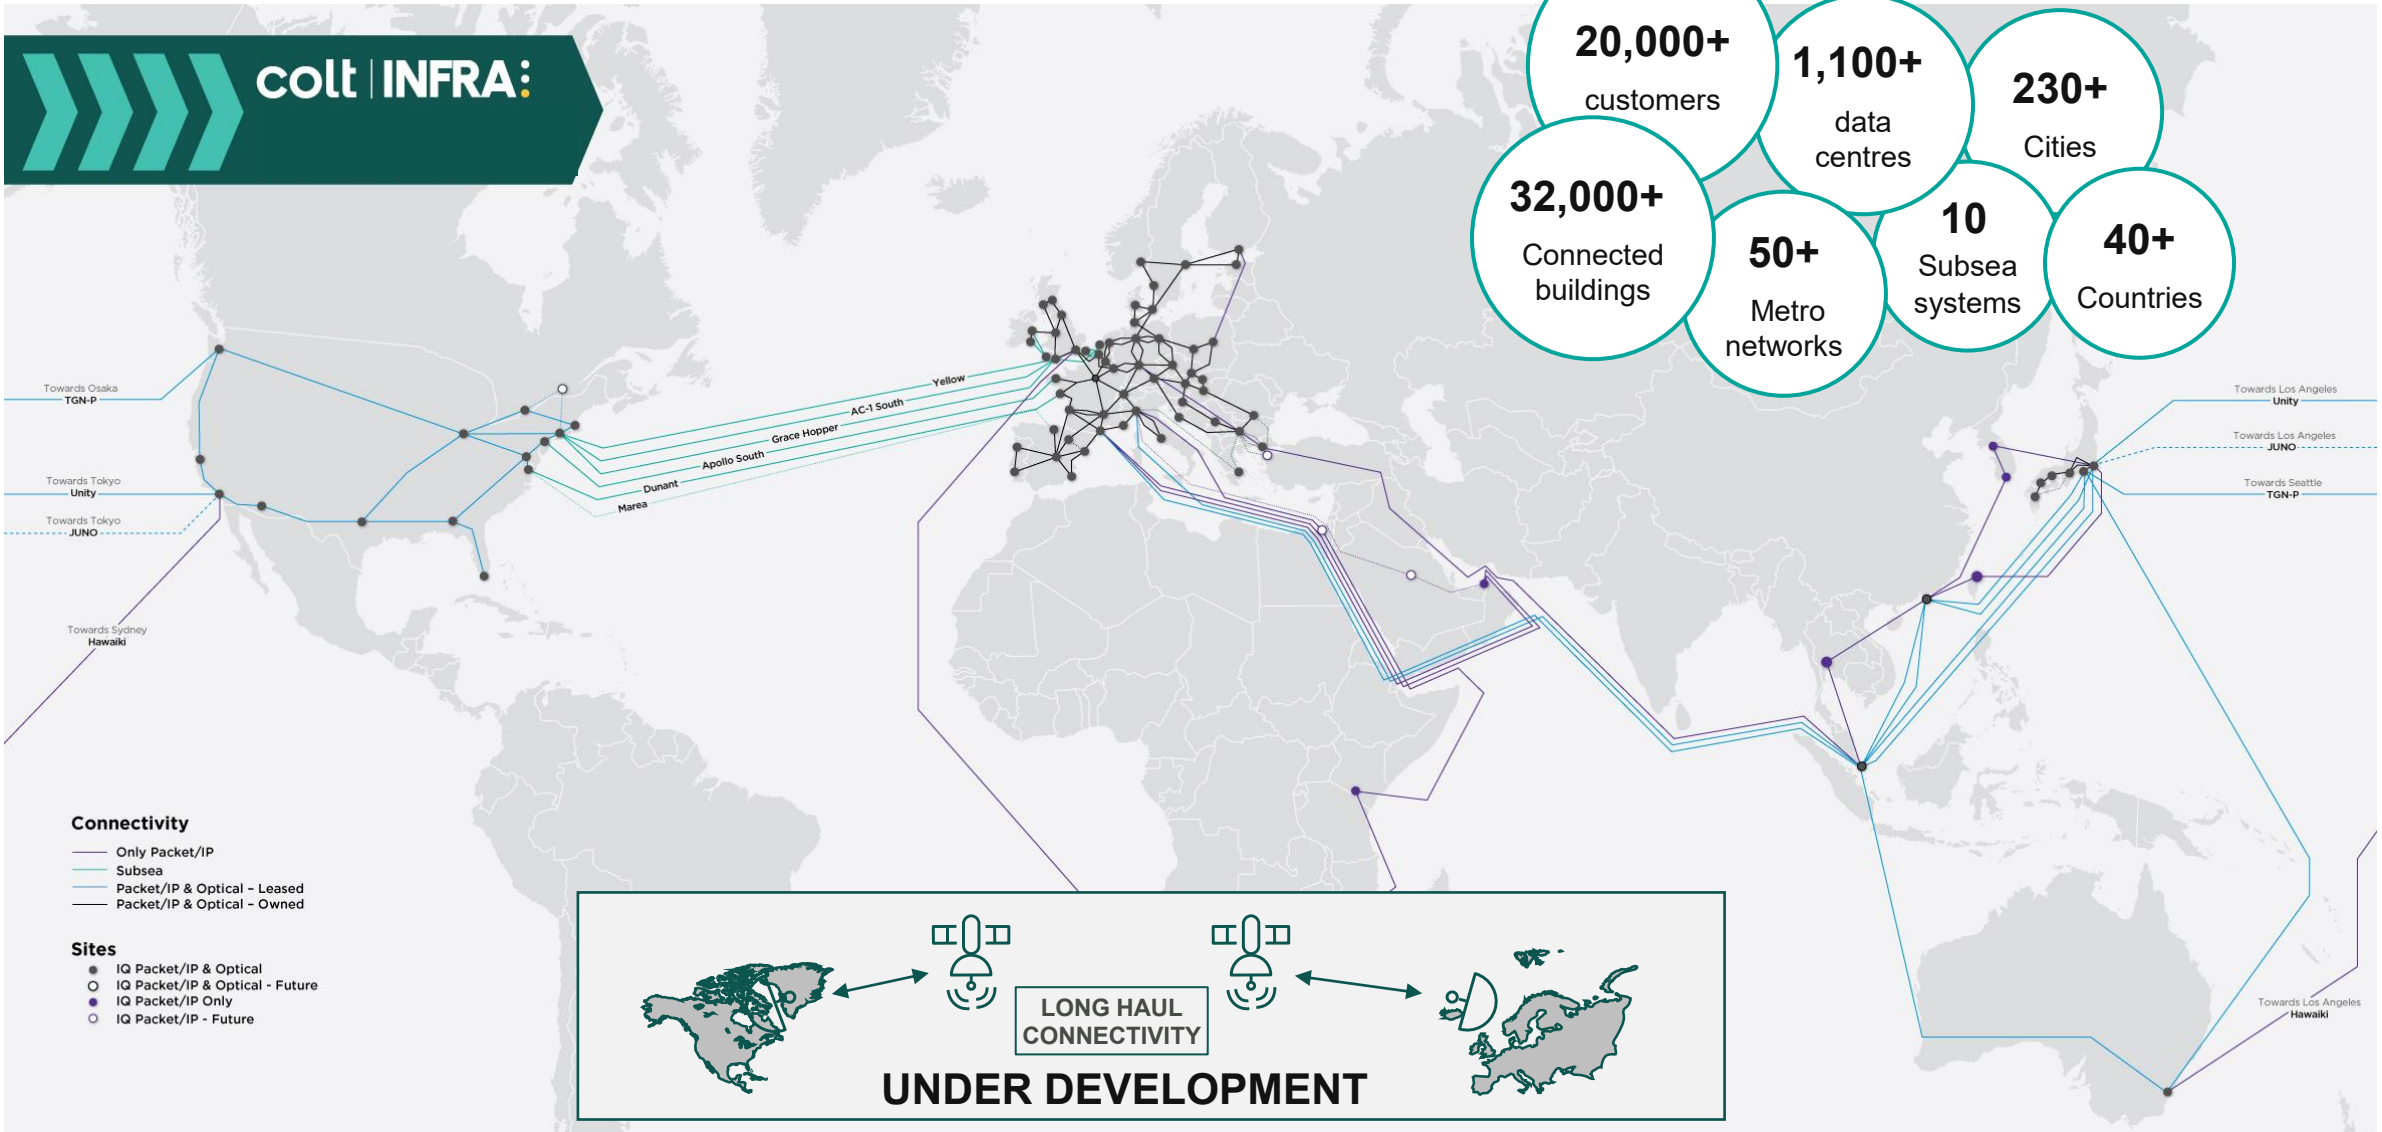 colt | INFRA:
20,000+
customers
1,100+
data
centres
230+
Cities
32,000+
Connected
buildings
50+
Metro
networks
10
Subsea
systems
40+
Countries
Towards Osaka
TGN-P
Towards Tokyo
Unity
Towards Tokyo
JUNO
Towards Sydney
Hawaiki
Yellow
AC-1 South
Grace Hopper
Apollo South
Dunant
Marea
Towards Los Angeles
Unity
Towards Los Angeles
JUNO
Towards Seattle
TGN-P
Towards Los Angeles
Hawaiki
Connectivity
Only Packet/IP
Subsea
Packet/IP & Optical – Leased
Packet/IP & Optical – Owned
Sites
IQ Packet/IP & Optical
IQ Packet/IP & Optical - Future
IQ Packet/IP Only
IQ Packet/IP - Future
LONG HAUL
CONNECTIVITY
UNDER DEVELOPMENT